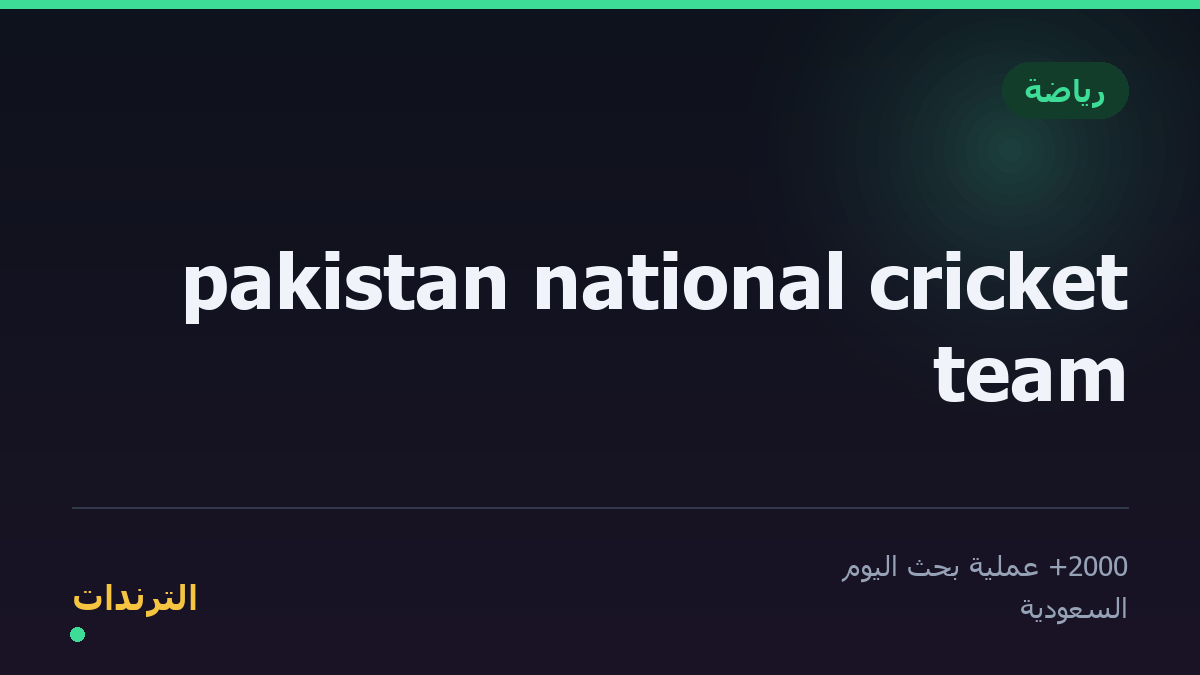 رياضة
pakistan national cricket
team
2000+ عملية بحث اليوم
السعودية
الترندات